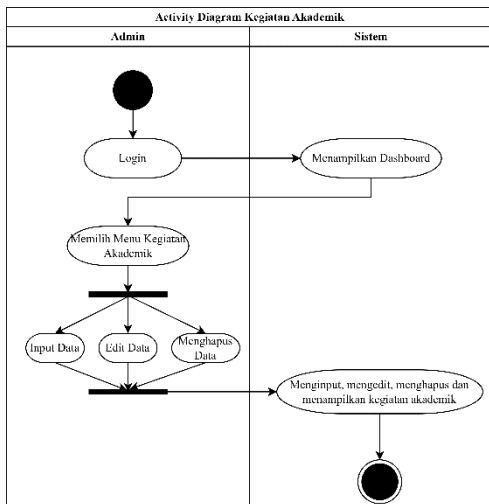 Activity Diagram Kegiatan Akademik
Admin
Sistem
Login
Menampilkan Dashboard
Memilih Menu Kegiatan
Akademik
Input Data
Edit Data
Menghapus
Data
Menginput, mengedit, menghapus dan
menampilkan kegiatan akademik